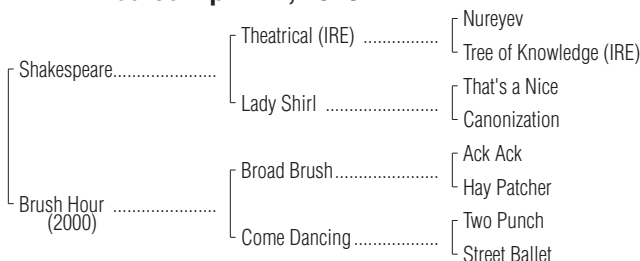 Nureyev
Theatrical (IRE) ..................
Tree of Knowledge (IRE)
Shakespeare........................
That's a Nice
Lady Shirl ...........................
Canonization
Ack Ack
Broad Brush.........................
Hay Patcher
Brush Hour ........................
(2000)
Two Punch
Come Dancing.....................
Street Ballet